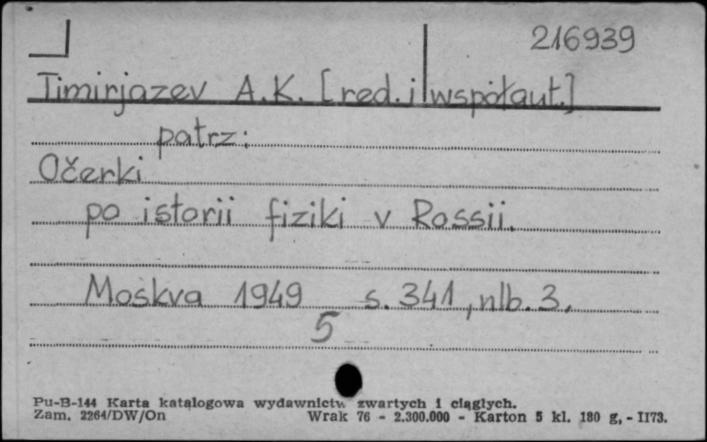 216939
Timirjazev A.K. [red. i współaut.]
patrz:
Očerki
po istorii fiziki v Rossii.
Moskva 1949 s. 341, nlb. 3.
5
Pu-B-144 Karta katalogowa wydawnictw zwartych i ciągłych.
Zam. 2264/DW/On Wrak 76 - 2.300.000 - Karton 5 kl. 180 g, - II73.